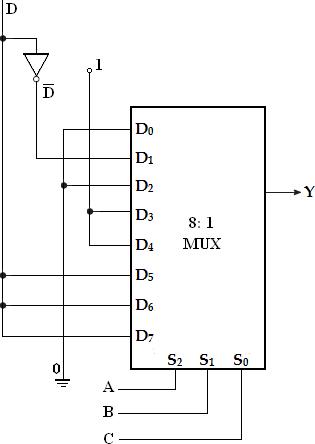 D
1
D̅
D₀
D₁
D₂
D₃
D₄
D₅
D₆
D₇
8: 1
MUX
Y
S₂ S₁ S₀
0
A
B
C